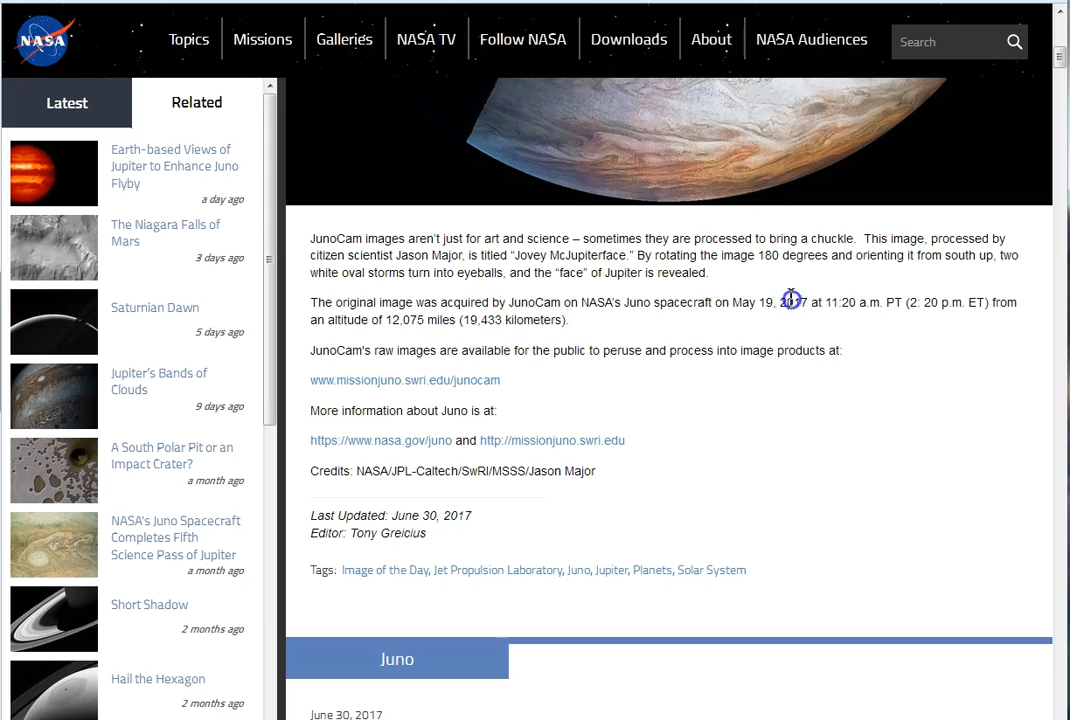 NASA
Topics
Missions
Galleries
NASA TV
Follow NASA
Downloads
About
NASA Audiences
Search
Latest
Related
Earth-based Views of
Jupiter to Enhance Juno
Flyby
a day ago
The Niagara Falls of
Mars
3 days ago
Saturnian Dawn
5 days ago
Jupiter's Bands of
Clouds
9 days ago
A South Polar Pit or an
Impact Crater?
a month ago
NASA's Juno Spacecraft
Completes Fifth
Science Pass of Jupiter
a month ago
Short Shadow
2 months ago
Hail the Hexagon
2 months ago
JunoCam images aren't just for art and science – sometimes they are processed to bring a chuckle.  This image, processed by
citizen scientist Jason Major, is titled “Jovey McJupiterface.” By rotating the image 180 degrees and orienting it from south up, two
white oval storms turn into eyeballs, and the “face” of Jupiter is revealed.
The original image was acquired by JunoCam on NASA's Juno spacecraft on May 19, 2017 at 11:20 a.m. PT (2: 20 p.m. ET) from
an altitude of 12,075 miles (19,433 kilometers).
JunoCam's raw images are available for the public to peruse and process into image products at:
www.missionjuno.swri.edu/junocam
More information about Juno is at:
https://www.nasa.gov/juno and http://missionjuno.swri.edu
Credits: NASA/JPL-Caltech/SwRI/MSSS/Jason Major
Last Updated: June 30, 2017
Editor: Tony Greicius
Tags: Image of the Day, Jet Propulsion Laboratory, Juno, Jupiter, Planets, Solar System
Juno
June 30, 2017